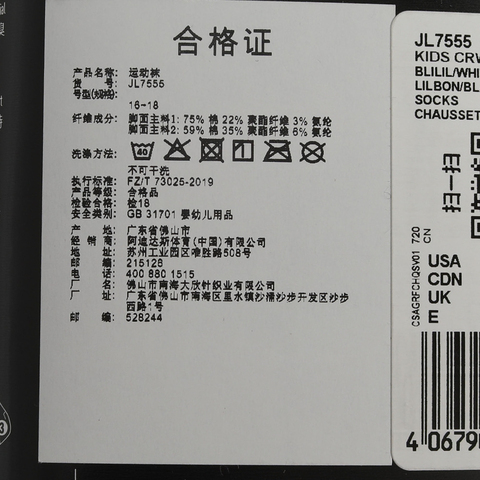 合格证
产品名称: 运动袜
货 号: JL7555
号型(规格):
16-18
纤维成分: 脚面主料1: 75% 棉 22% 聚酯纤维 3% 氨纶
脚面主料2: 59% 棉 35% 聚酯纤维 6% 氨纶
洗涤方法: 40
不可干洗
执行标准: FZ/T 73025-2019
产品等级: 合格品
检验合格: 检18
安全类别: GB 31701 婴幼儿用品
产 地: 广东省佛山市
经 销 商: 阿迪达斯体育(中国)有限公司
地 址: 苏州工业园区唯胜路508号
邮 编: 215126
电 话: 400 880 1515
厂 名: 佛山市南海大欣针织业有限公司
厂 址: 广东省佛山市南海区里水镇沙涌沙步开发区沙步
西路1号
邮 编: 528244
JL7555
KIDS CRW
BLILIL/WHI
LILBON/BL
SOCKS
CHAUSSET
扫一扫
CSAGRFCHQSV01 720
CN
USA
CDN
UK
E
4 06790